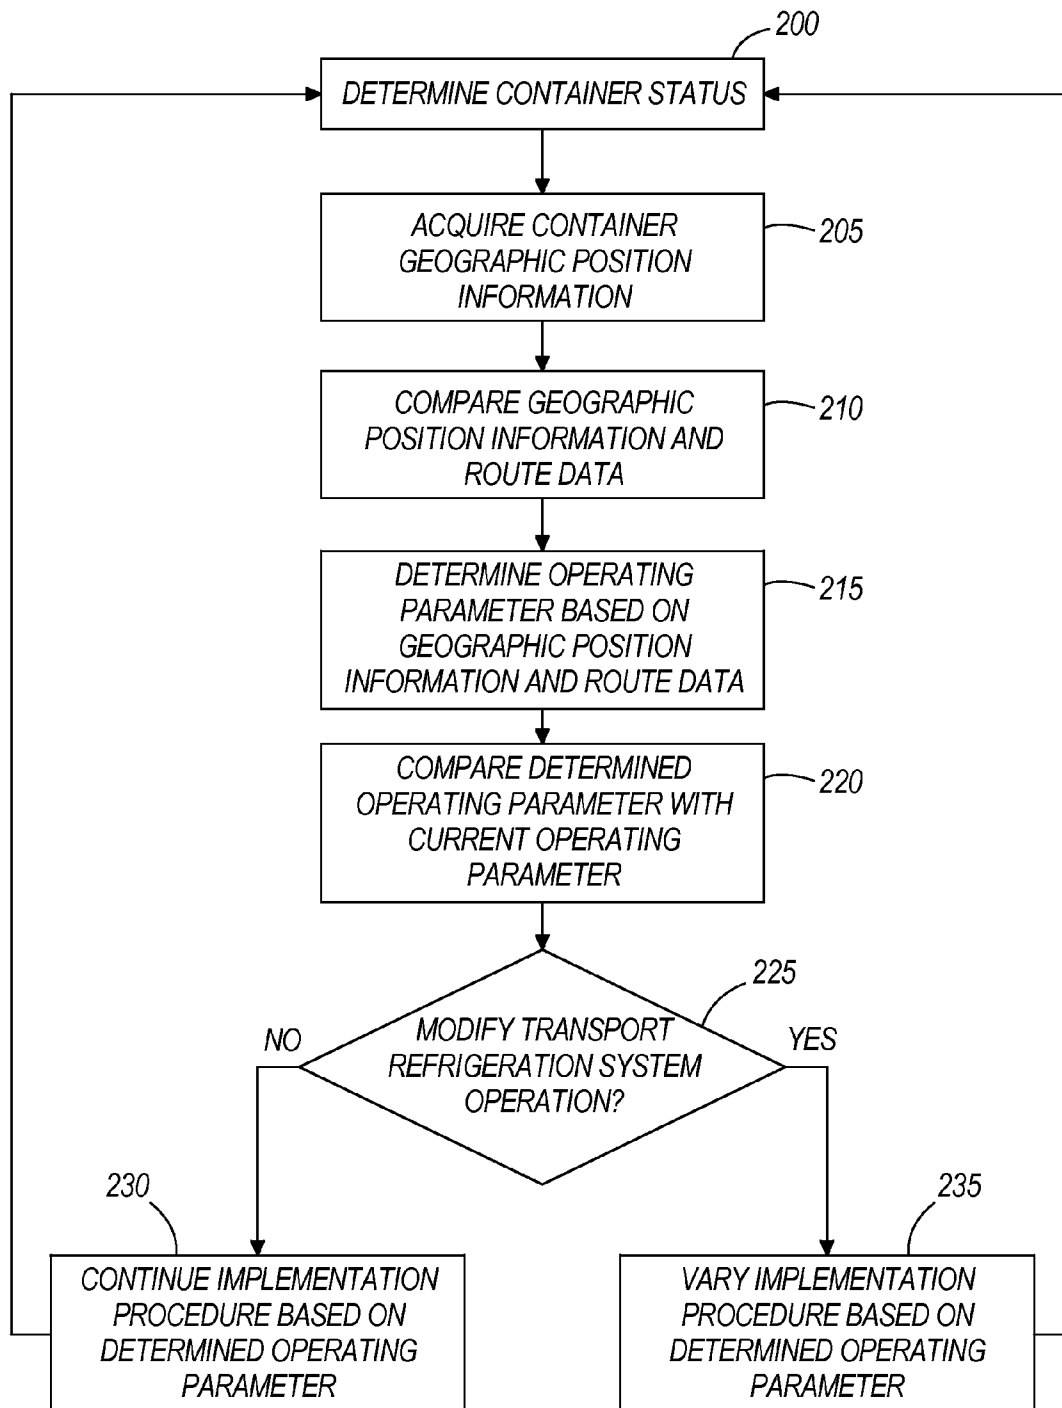 200
DETERMINE CONTAINER STATUS
ACQUIRE CONTAINER
GEOGRAPHIC POSITION
INFORMATION
205
COMPARE GEOGRAPHIC
POSITION INFORMATION AND
ROUTE DATA
210
DETERMINE OPERATING
PARAMETER BASED ON
GEOGRAPHIC POSITION
INFORMATION AND ROUTE DATA
215
COMPARE DETERMINED
OPERATING PARAMETER WITH
CURRENT OPERATING
PARAMETER
220
225
NO
MODIFY TRANSPORT
REFRIGERATION SYSTEM
OPERATION?
YES
230
CONTINUE IMPLEMENTATION
PROCEDURE BASED ON
DETERMINED OPERATING
PARAMETER
235
VARY IMPLEMENTATION
PROCEDURE BASED ON
DETERMINED OPERATING
PARAMETER